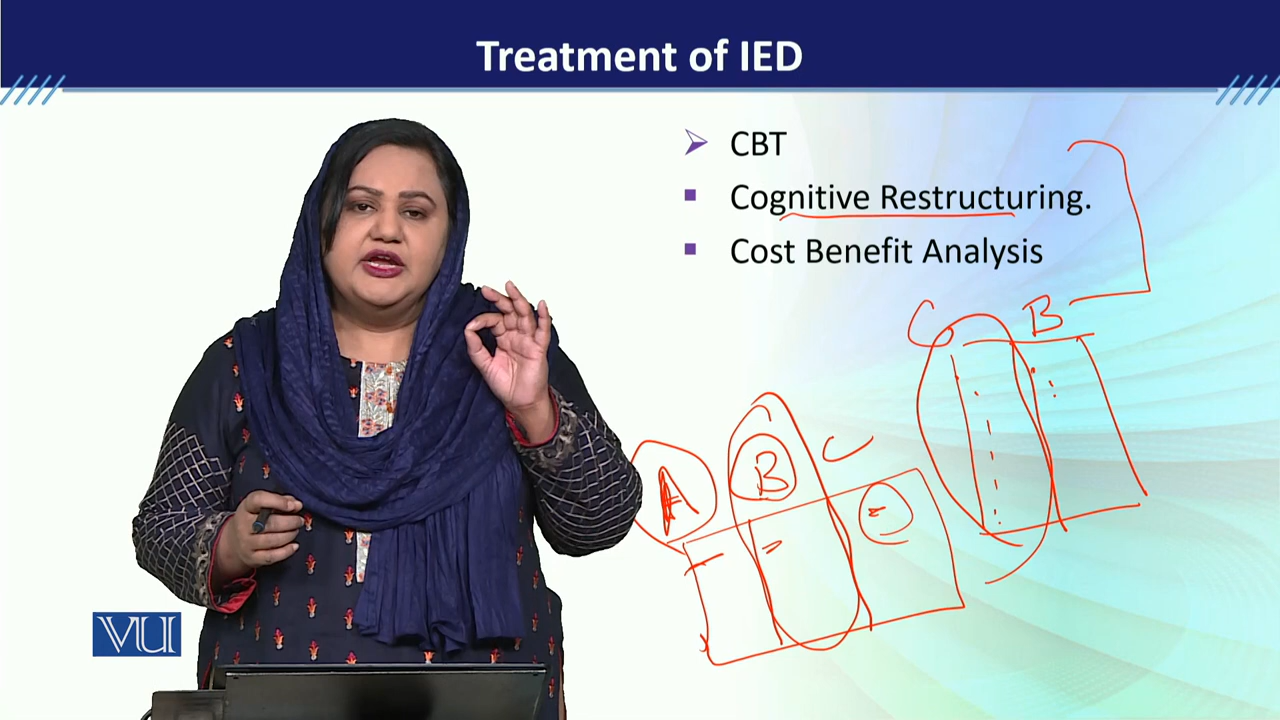 Treatment of IED
CBT
Cognitive Restructuring.
Cost Benefit Analysis
C B
A B C
VU